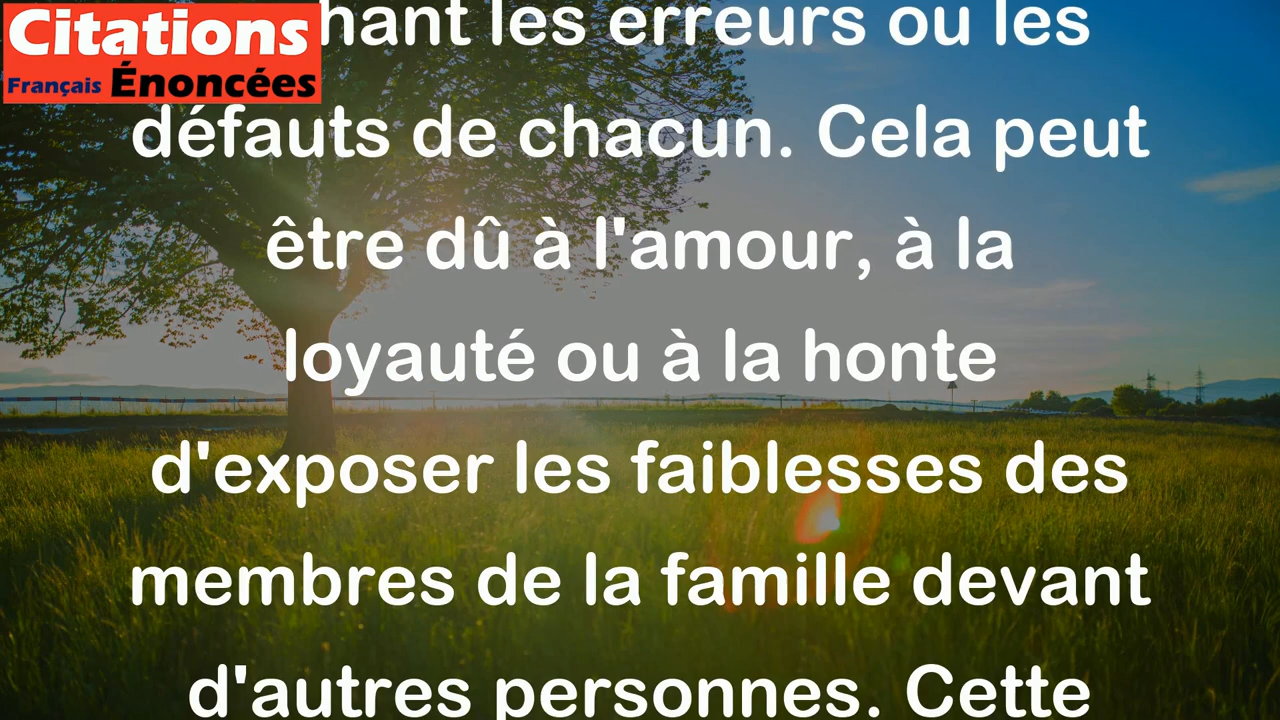 Citations
Français Énoncées
hant les erreurs ou les
défauts de chacun. Cela peut
être dû à l'amour, à la
loyauté ou à la honte
d'exposer les faiblesses des
membres de la famille devant
d'autres personnes. Cette